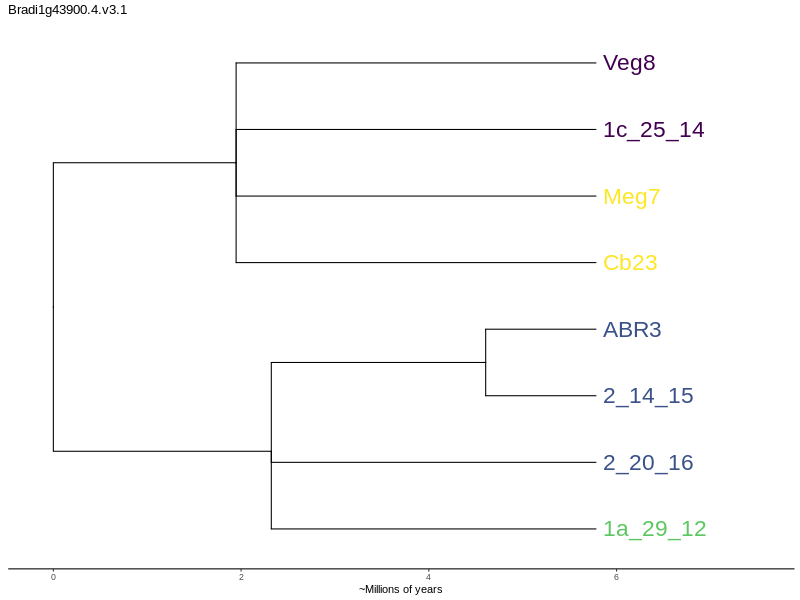 Bradi1g43900.4.v3.1
Veg8
1c_25_14
Meg7
Cb23
ABR3
2_14_15
2_20_16
1a_29_12
0 2 4 6
~Millions of years